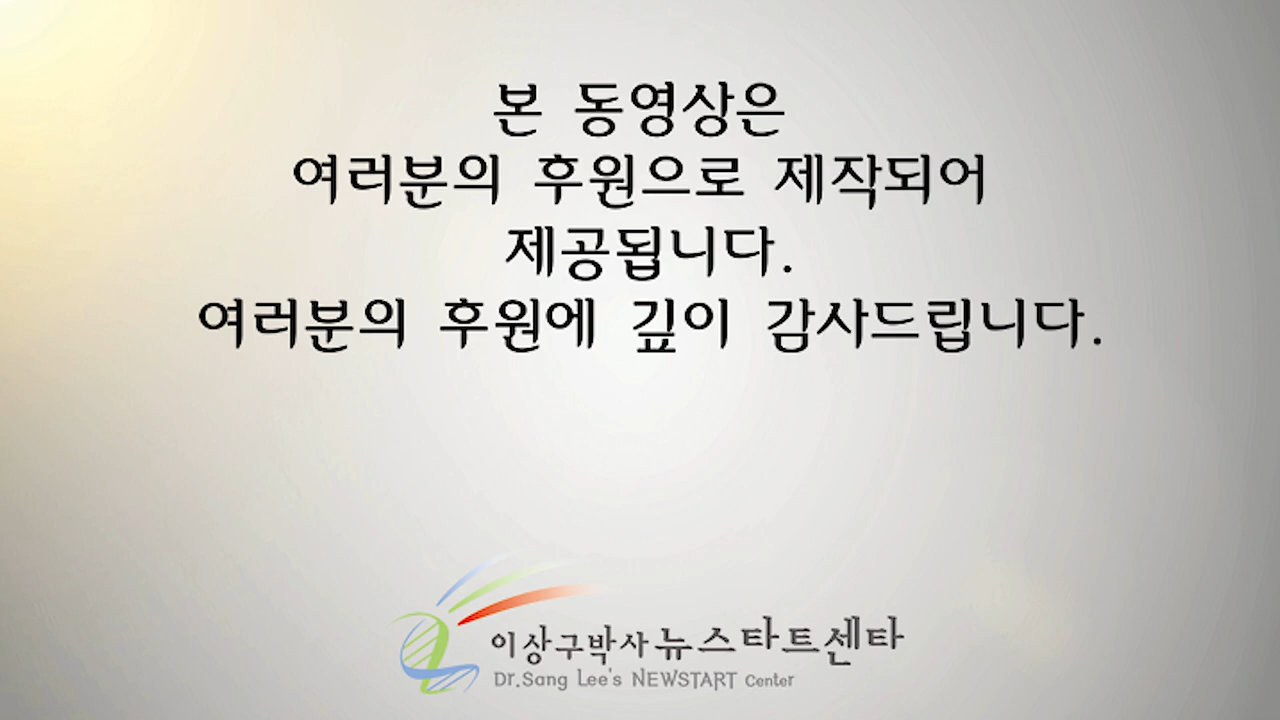 본 동영상은
여러분의 후원으로 제작되어
제공됩니다.
여러분의 후원에 깊이 감사드립니다.
이상구박사 뉴스타트센타
Dr.Sang Lee's NEWSTART Center